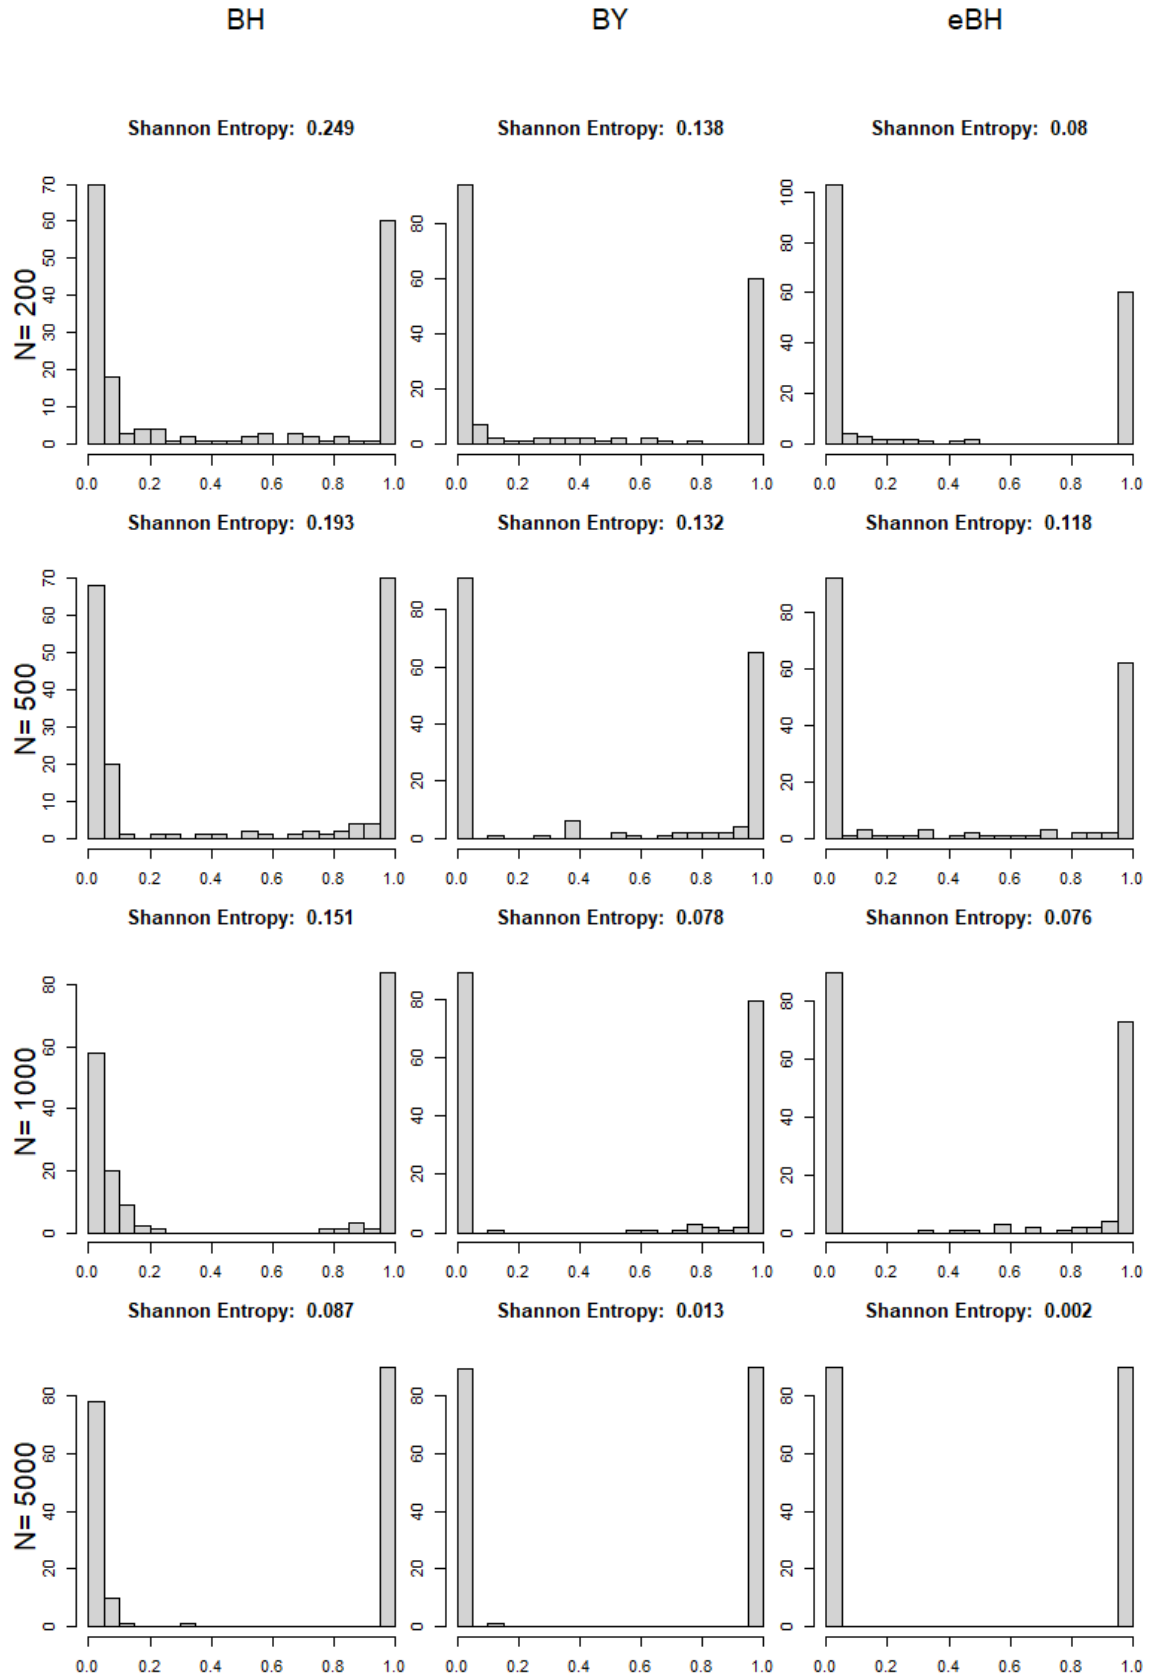 BH BY eBH
Shannon Entropy: 0.249 Shannon Entropy: 0.138 Shannon Entropy: 0.08
N= 200
0 10 20 30 40 50 60 70
0 20 40 60 80
0 20 40 60 80 100
0.0 0.2 0.4 0.6 0.8 1.0 0.0 0.2 0.4 0.6 0.8 1.0 0.0 0.2 0.4 0.6 0.8 1.0
Shannon Entropy: 0.193 Shannon Entropy: 0.132 Shannon Entropy: 0.118
N= 500
0 10 20 30 40 50 60 70
0 20 40 60 80
0 20 40 60 80
0.0 0.2 0.4 0.6 0.8 1.0 0.0 0.2 0.4 0.6 0.8 1.0 0.0 0.2 0.4 0.6 0.8 1.0
Shannon Entropy: 0.151 Shannon Entropy: 0.078 Shannon Entropy: 0.076
N= 1000
0 20 40 60 80
0 20 40 60 80
0 20 40 60 80
0.0 0.2 0.4 0.6 0.8 1.0 0.0 0.2 0.4 0.6 0.8 1.0 0.0 0.2 0.4 0.6 0.8 1.0
Shannon Entropy: 0.087 Shannon Entropy: 0.013 Shannon Entropy: 0.002
N= 5000
0 20 40 60 80
0 20 40 60 80
0 20 40 60 80
0.0 0.2 0.4 0.6 0.8 1.0 0.0 0.2 0.4 0.6 0.8 1.0 0.0 0.2 0.4 0.6 0.8 1.0